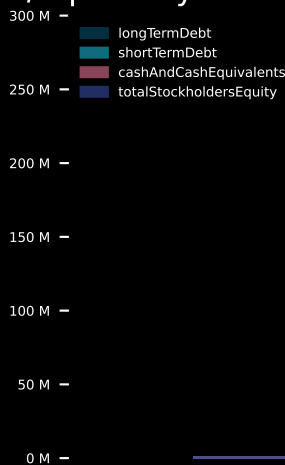 300 M
longTermDebt
shortTermDebt
cashAndCashEquivalents
250 M
totalStockholdersEquity
200 M
150 M
100 M
50 M
0 M